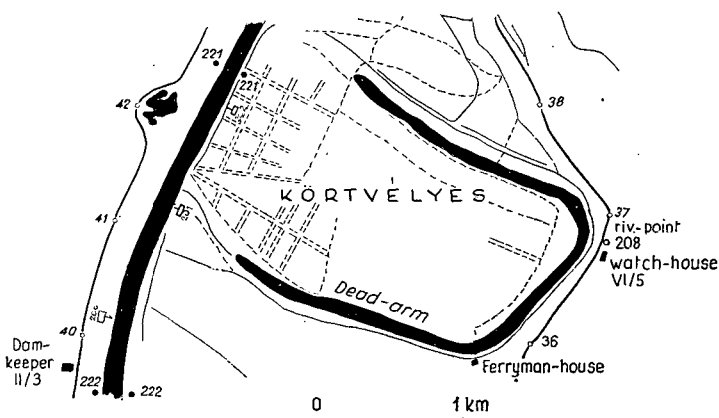 221
221
42
38
KÖRTVÉLYES
41
37
riv.-point
208
watch-house
VI/5
Dead-arm
40
36
Dam-
keeper
II/3
Ferryman-house
222
222
0
1 km